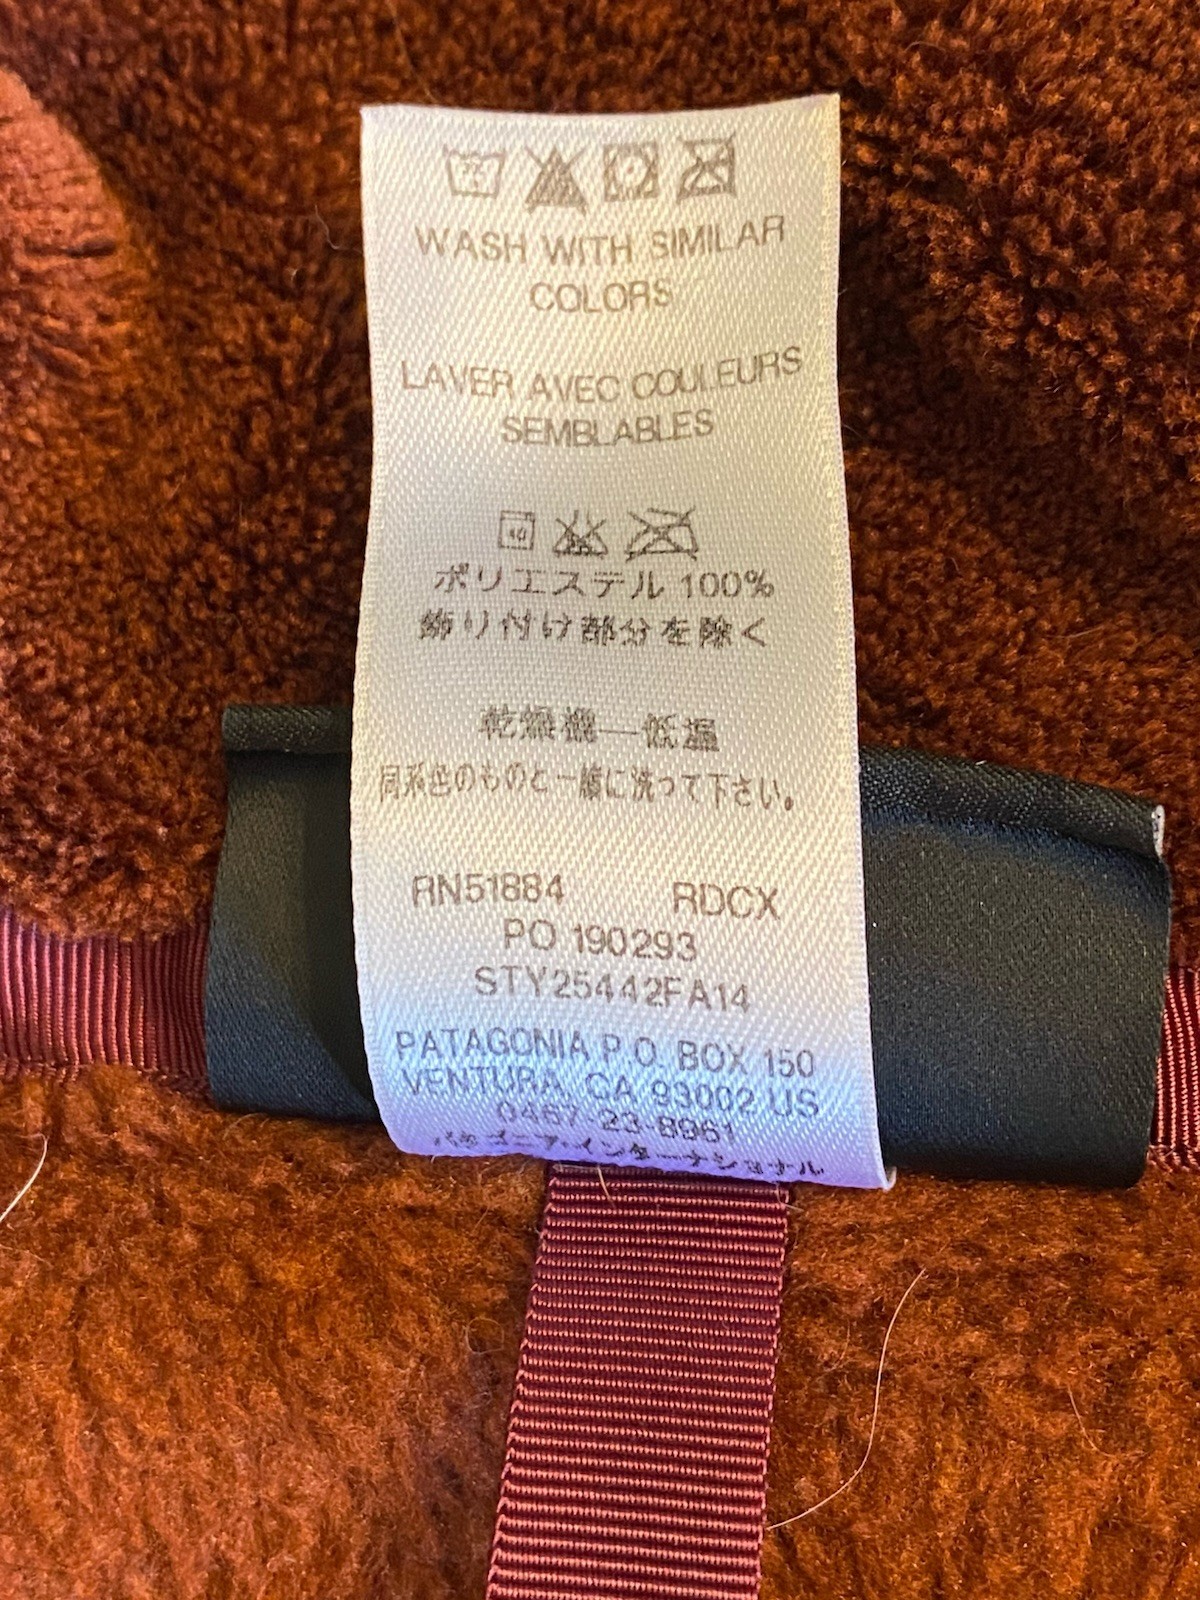 WASH WITH SIMILAR
COLORS
LAVER AVEC COULEURS
SEMBLABLES
40
ポリエステル 100%
飾り付け部分を除く
乾燥機—低温
同系色のものと一緒に洗って下さい。
RN51884 RDCX
PO 190293
STY25442FA14
PATAGONIA P.O. BOX 150
VENTURA, CA 93002 US
0467-23-8961
パタゴニア・インターナショナル